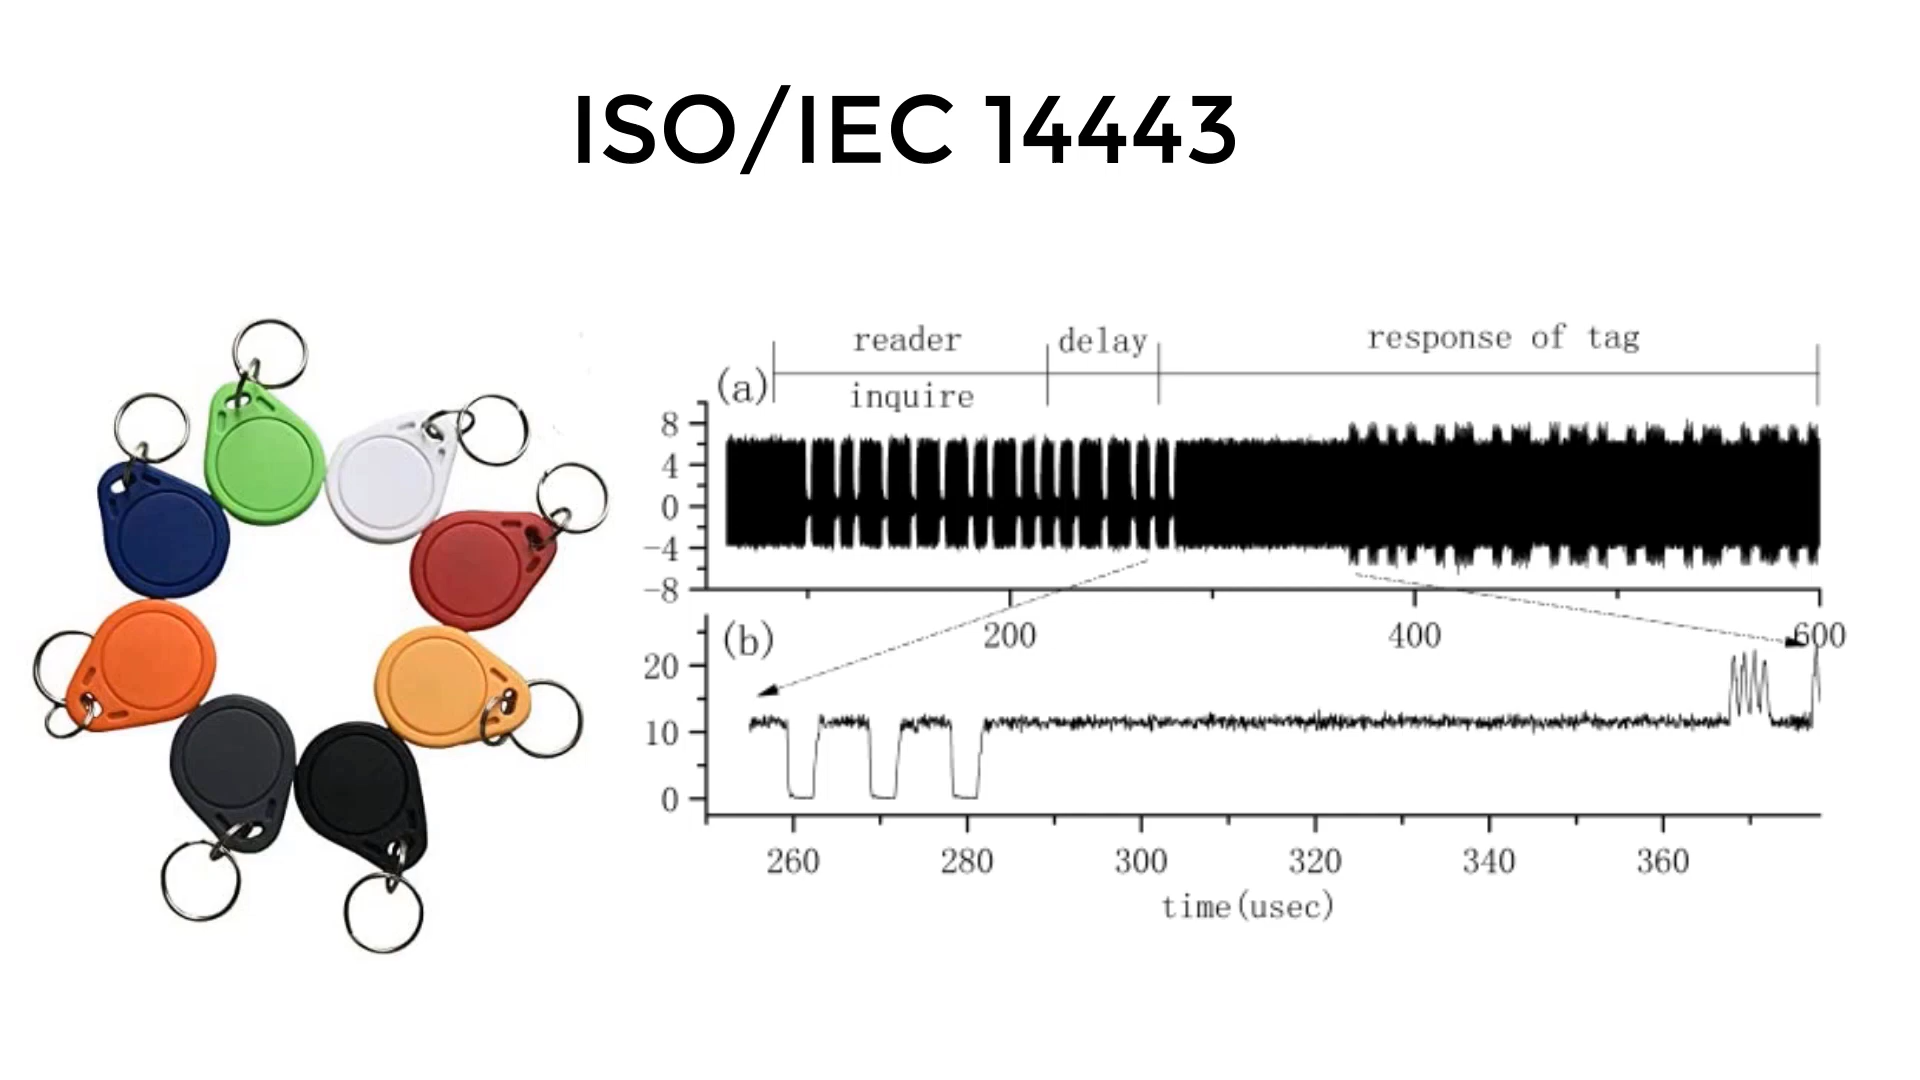 ISO/IEC 14443
reader
delay
response of tag
(a)
inquire
8
4
0
-4
-8
200
400
600
(b)
20
10
0
260
280
300
320
340
360
time(usec)